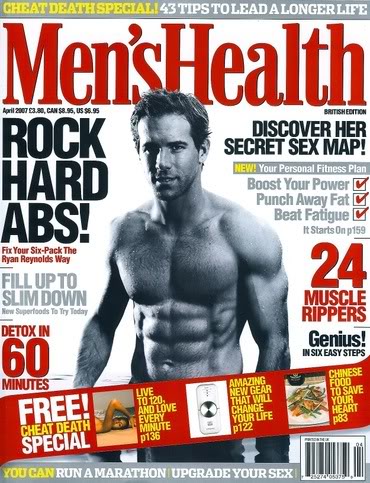 CHEAT DEATH SPECIAL! 43 TIPS TO LEAD A LONGER LIFE
Men'sHealth
April 2007 £3.80, CAN $8.95, US $6.95
BRITISH EDITION
ROCK
HARD
ABS!
Fix Your Six-Pack The
Ryan Reynolds Way
FILL UP TO
SLIM DOWN
New Superfoods To Try Today
DETOX IN
60
MINUTES
DISCOVER HER
SECRET SEX MAP!
NEW! Your Personal Fitness Plan
Boost Your Power
Punch Away Fat
Beat Fatigue
It Starts On p159
24
MUSCLE
RIPPERS
Genius!
IN SIX EASY STEPS
FREE!
CHEAT DEATH
SPECIAL
LIVE
TO 120,
AND LOVE
EVERY
MINUTE
p136
AMAZING
NEW GEAR
THAT WILL
CHANGE
YOUR LIFE
p122
CHINESE
FOOD
TO SAVE
YOUR
HEART
p83
PRINTED IN THE UK
04
YOU CAN RUN A MARATHON | UPGRADE YOUR SEX |